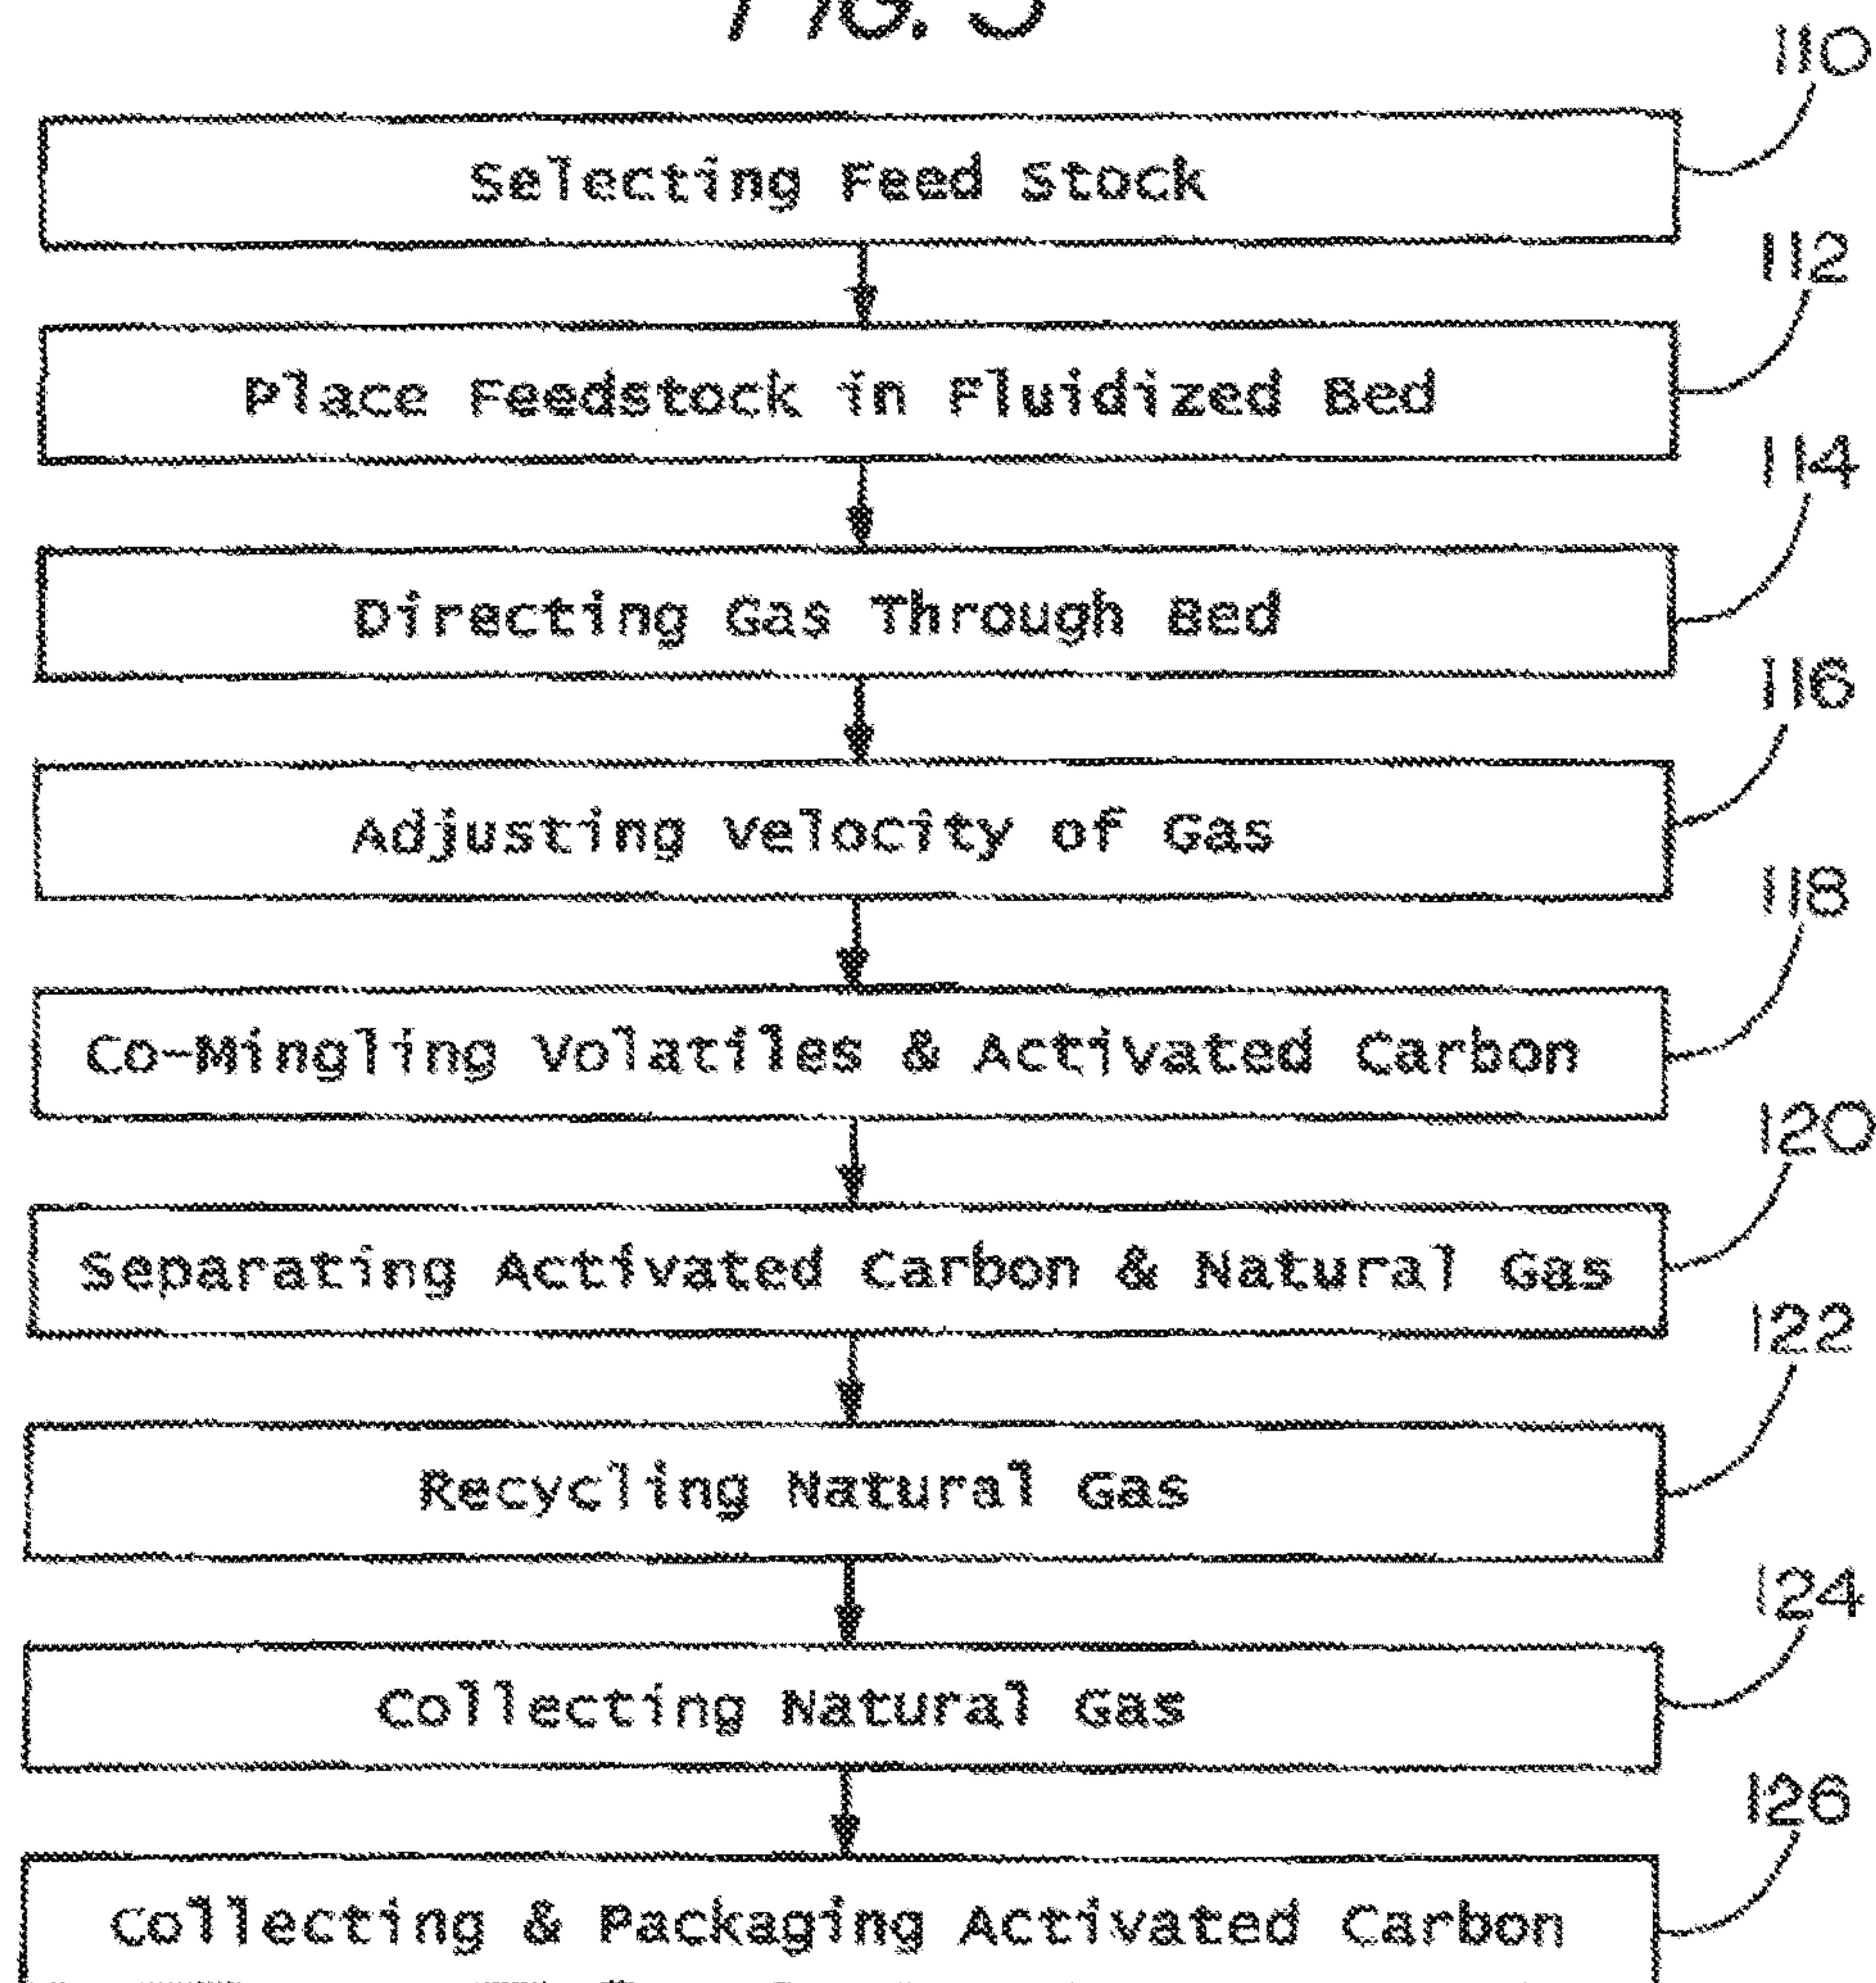 FIG. 5
110
Selecting Feed Stock
112
Place Feedstock in Fluidized Bed
114
Directing Gas Through Bed
116
Adjusting Velocity of Gas
118
Co-Mingling Volatiles & Activated Carbon
120
Separating Activated Carbon & Natural Gas
122
Recycling Natural Gas
124
Collecting Natural Gas
126
Collecting & Packaging Activated Carbon